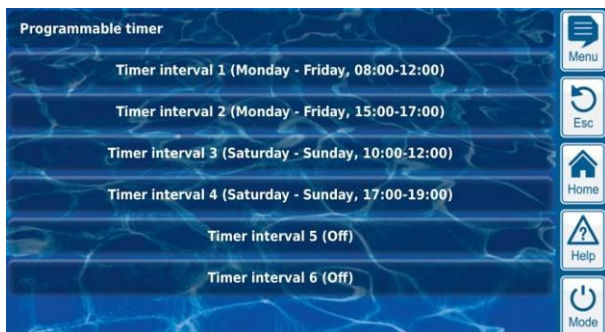 Programmable timer
Timer interval 1 (Monday - Friday, 08:00-12:00)
Timer interval 2 (Monday - Friday, 15:00-17:00)
Timer interval 3 (Saturday - Sunday, 10:00-12:00)
Timer interval 4 (Saturday - Sunday, 17:00-19:00)
Timer interval 5 (Off)
Timer interval 6 (Off)
Menu
Esc
Home
?
Help
Mode